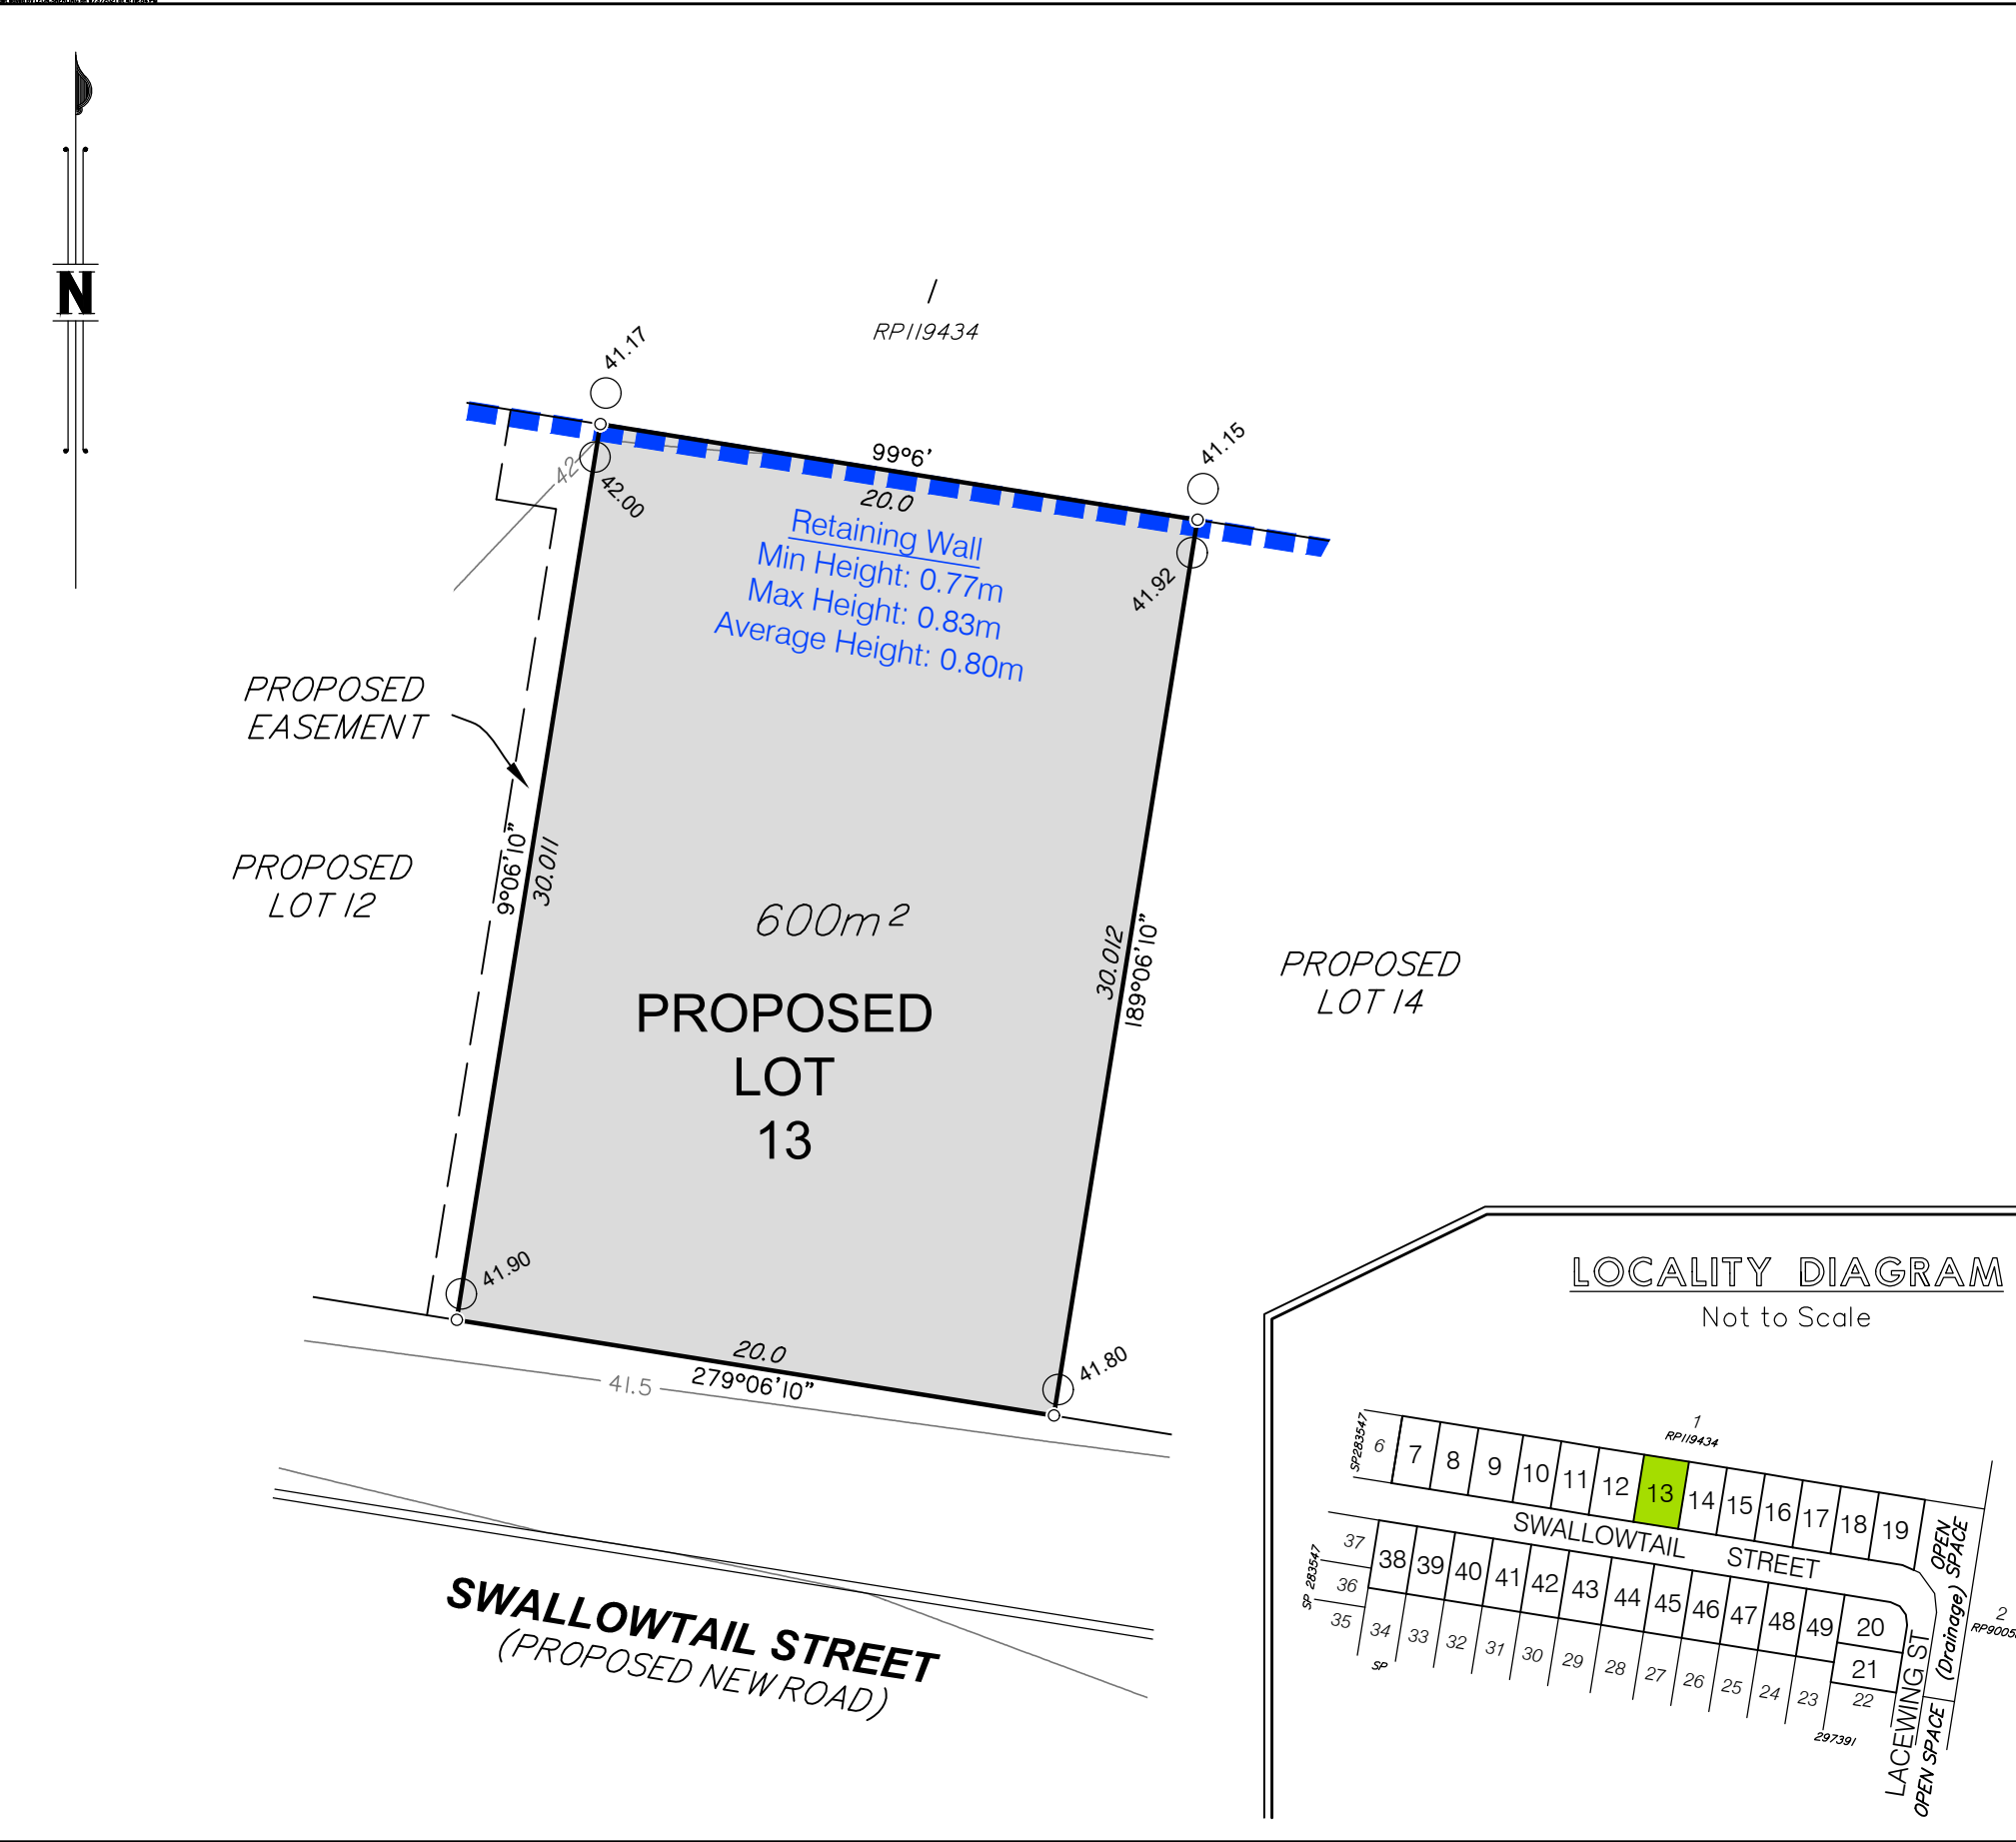 N
1
RP119434
41.17
41.15
99°6'
20.0
42
42.00
41.92
Retaining Wall
Min Height: 0.77m
Max Height: 0.83m
Average Height: 0.80m
PROPOSED
EASEMENT
9°06'10"
30.011
PROPOSED
LOT 12
600m²
PROPOSED
LOT
13
30.012
189°06'10"
PROPOSED
LOT 14
41.90
41.80
20.0
279°06'10"
41.5
SWALLOWTAIL STREET
(PROPOSED NEW ROAD)
LOCALITY DIAGRAM
Not to Scale
1
RP119434
SP283547
6 7 8 9 10 11 12 13 14 15 16 17 18 19
SWALLOWTAIL STREET
OPEN
(Drainage) SPACE
SP 283547
37
36
35
38 39 40 41 42 43 44 45 46 47 48 49 20
21
34 33 32 31 30 29 28 27 26 25 24 23 22
SP
297391
LACEWING ST
OPEN SPACE
2